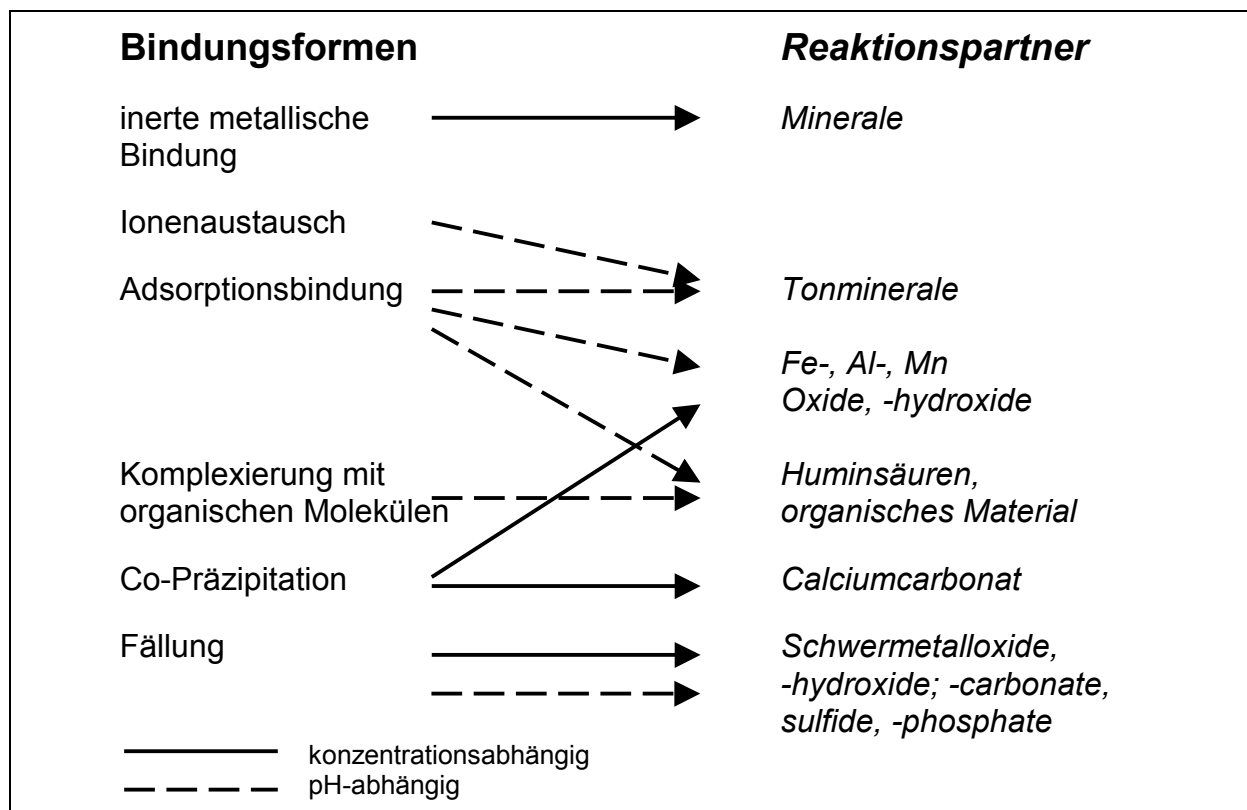 Bindungsformen
Reaktionspartner
inerte metallische
Bindung
Minerale
Ionenaustausch
Adsorptionsbindung
Tonminerale
Fe-, Al-, Mn
Oxide, -hydroxide
Komplexierung mit
organischen Molekülen
Huminsäuren,
organisches Material
Co-Präzipitation
Calciumcarbonat
Fällung
Schwermetalloxide,
-hydroxide; -carbonate,
sulfide, -phosphate
konzentrationsabhängig
pH-abhängig